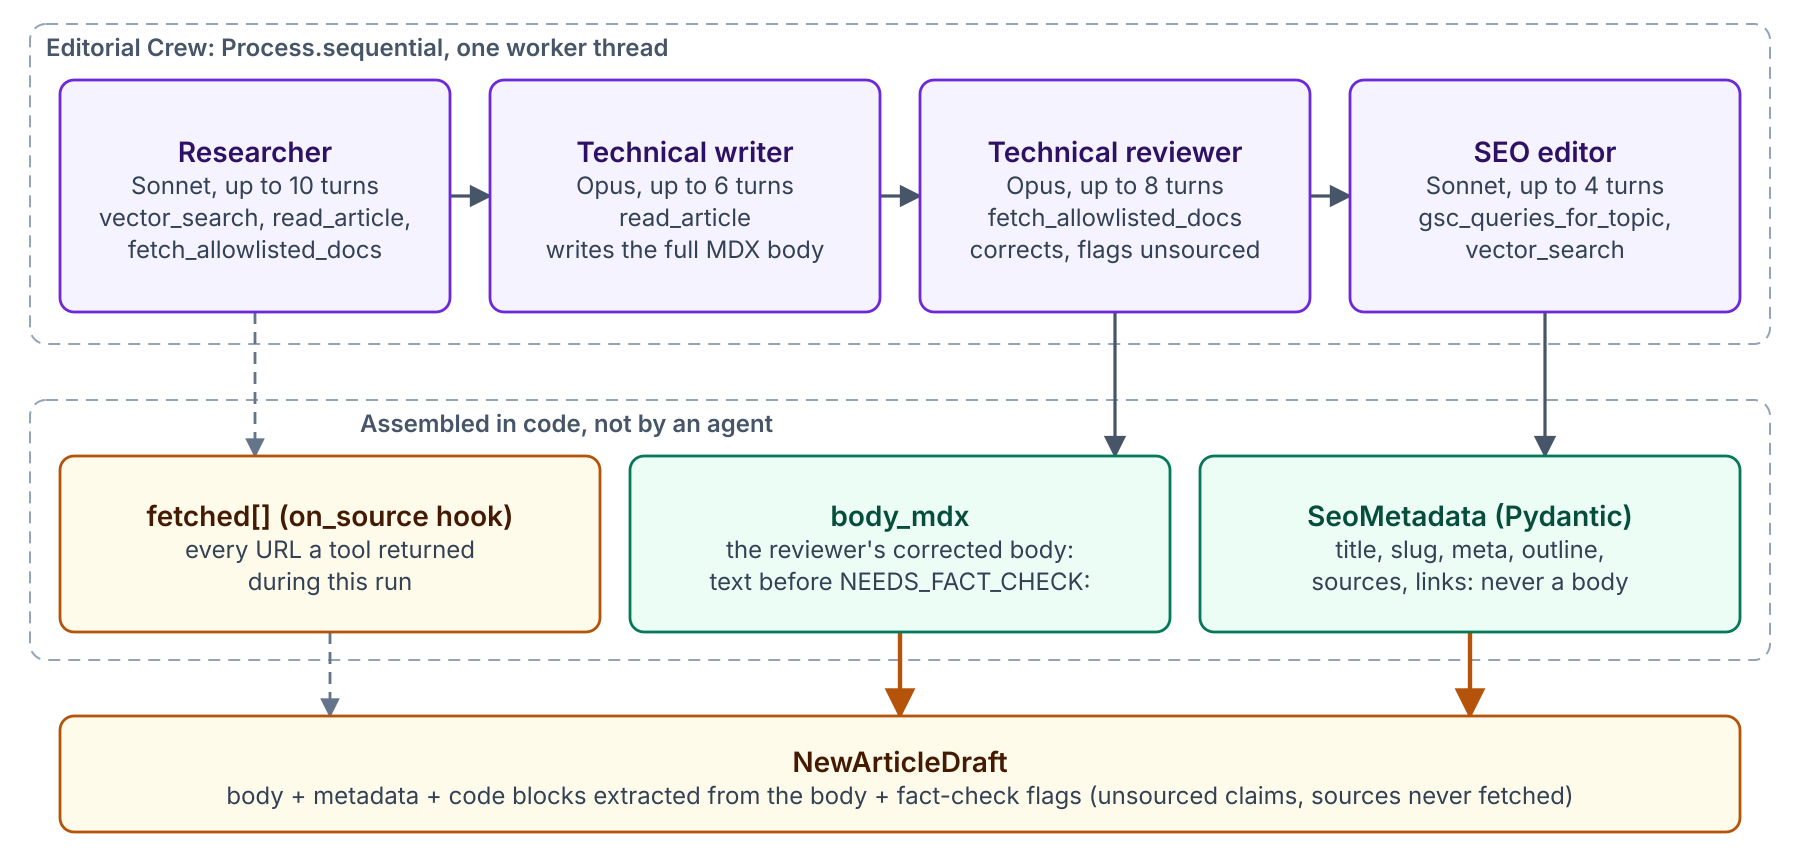 Editorial Crew: Process.sequential, one worker thread
Researcher
Sonnet, up to 10 turns
vector_search, read_article,
fetch_allowlisted_docs
Technical writer
Opus, up to 6 turns
read_article
writes the full MDX body
Technical reviewer
Opus, up to 8 turns
fetch_allowlisted_docs
corrects, flags unsourced
SEO editor
Sonnet, up to 4 turns
gsc_queries_for_topic,
vector_search
Assembled in code, not by an agent
fetched[] (on_source hook)
every URL a tool returned
during this run
body_mdx
the reviewer's corrected body:
text before NEEDS_FACT_CHECK:
SeoMetadata (Pydantic)
title, slug, meta, outline,
sources, links: never a body
NewArticleDraft
body + metadata + code blocks extracted from the body + fact-check flags (unsourced claims, sources never fetched)